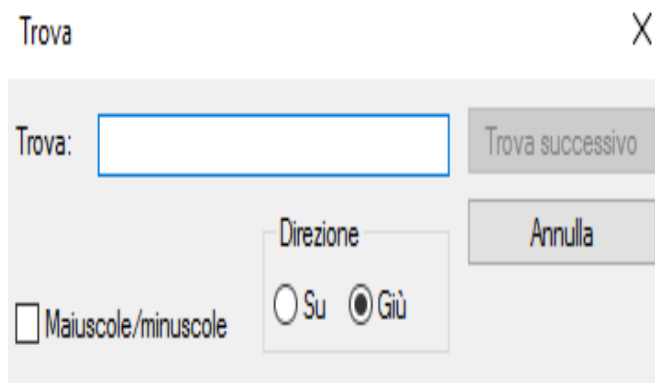 Trova
Trova:
Trova successivo
Direzione
Annulla
Su
Giù
Maiuscole/minuscole